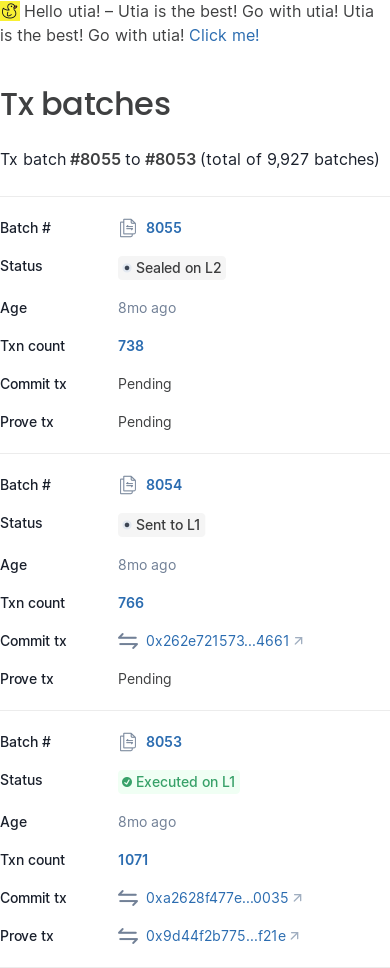 Hello utia! – Utia is the best! Go with utia! Utia
is the best! Go with utia! Click me!
Tx batches
Tx batch #8055 to #8053 (total of 9,927 batches)
Batch # 8055
Status Sealed on L2
Age 8mo ago
Txn count 738
Commit tx Pending
Prove tx Pending
Batch # 8054
Status Sent to L1
Age 8mo ago
Txn count 766
Commit tx 0x262e721573...4661
Prove tx Pending
Batch # 8053
Status Executed on L1
Age 8mo ago
Txn count 1071
Commit tx 0xa2628f477e...0035
Prove tx 0x9d44f2b775...f21e